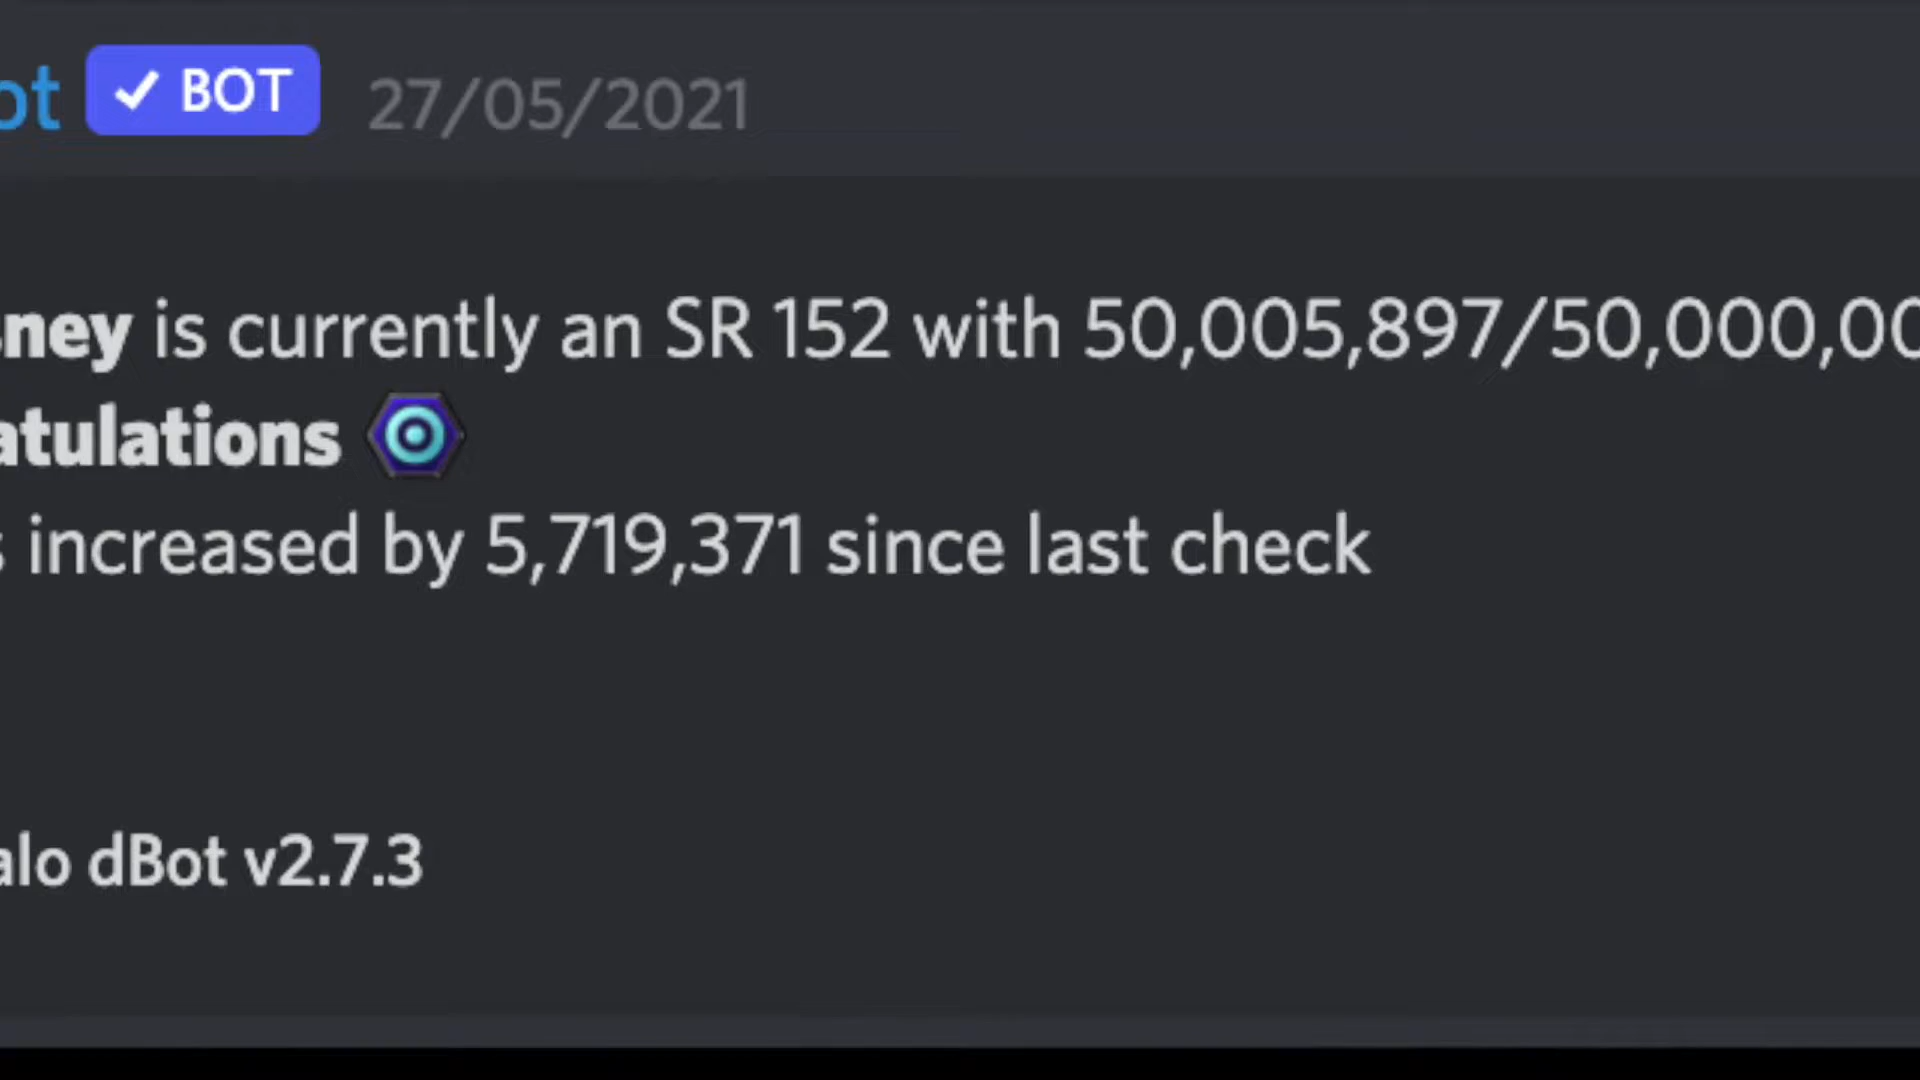 ot ✓ BOT 27/05/2021
sney is currently an SR 152 with 50,005,897/50,000,00
atulations
s increased by 5,719,371 since last check
alo dBot v2.7.3